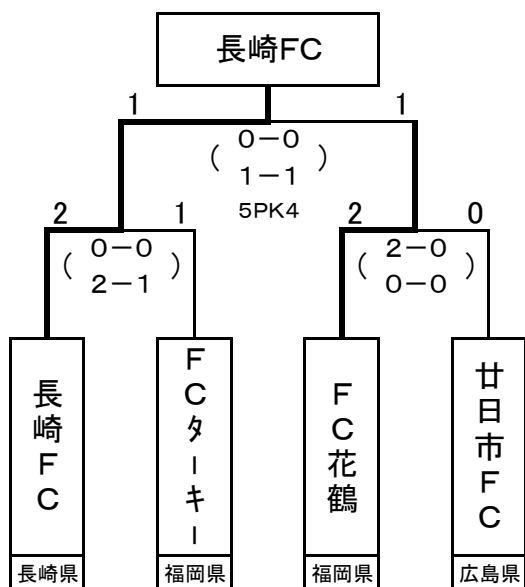 長崎FC
1 1
( 0-0 )
1-1
5PK4
2 1 2 0
( 0-0 ) ( 2-0 )
2-1 0-0
長崎FC
FCターキー
FC花鶴
廿日市FC
長崎県 福岡県 福岡県 広島県